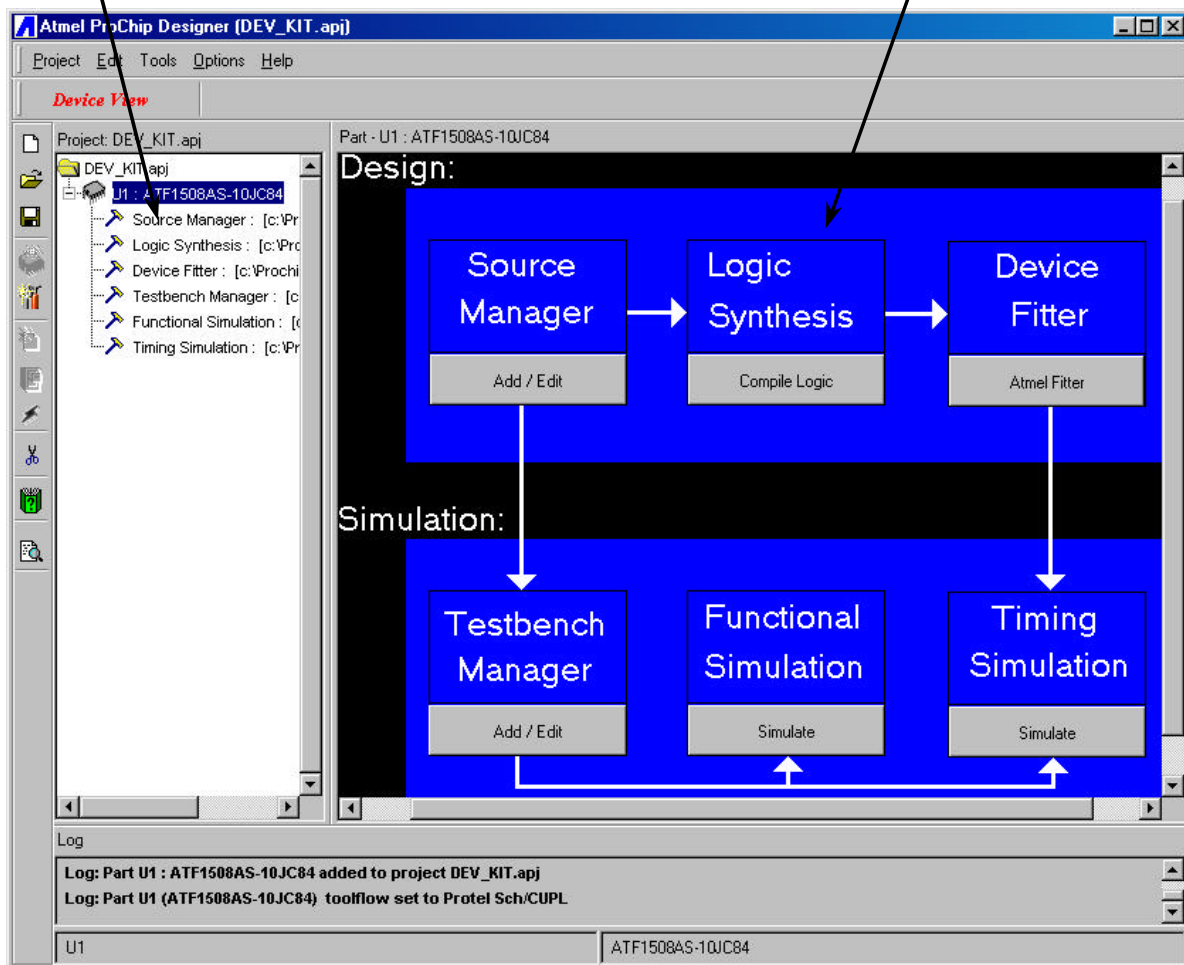 Atmel ProChip Designer (DEV_KIT.apj)
Project Edit Tools Options Help
Device View
Project: DEV_KIT.apj
DEV_KIT.apj
U1 : ATF1508AS-10JC84
Source Manager : [c:\Pr
Logic Synthesis : [c:\Prc
Device Fitter : [c:\Prochi
Testbench Manager : [c
Functional Simulation : [c
Timing Simulation : [c:\Pr
Part - U1 : ATF1508AS-10JC84
Design:
Source
Manager
Add / Edit
Logic
Synthesis
Compile Logic
Device
Fitter
Atmel Fitter
Simulation:
Testbench
Manager
Add / Edit
Functional
Simulation
Simulate
Timing
Simulation
Simulate
Log
Log: Part U1 : ATF1508AS-10JC84 added to project DEV_KIT.apj
Log: Part U1 (ATF1508AS-10JC84) toolflow set to Protel Sch/CUPL
U1
ATF1508AS-10JC84